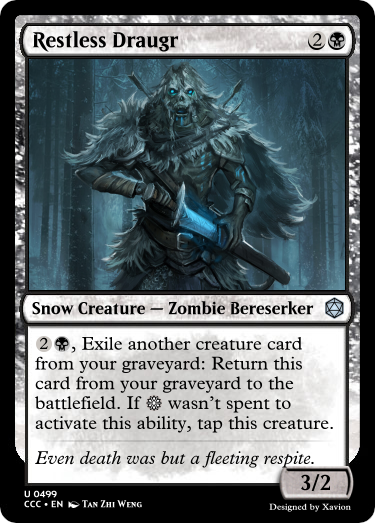 Restless Draugr 2
Snow Creature — Zombie Bereserker
2, Exile another creature card
from your graveyard: Return this
card from your graveyard to the
battlefield. If wasn't spent to
activate this ability, tap this creature.
Even death was but a fleeting respite.
3/2
U 0499
CCC • EN TAN ZHI WENG
Designed by Xavion